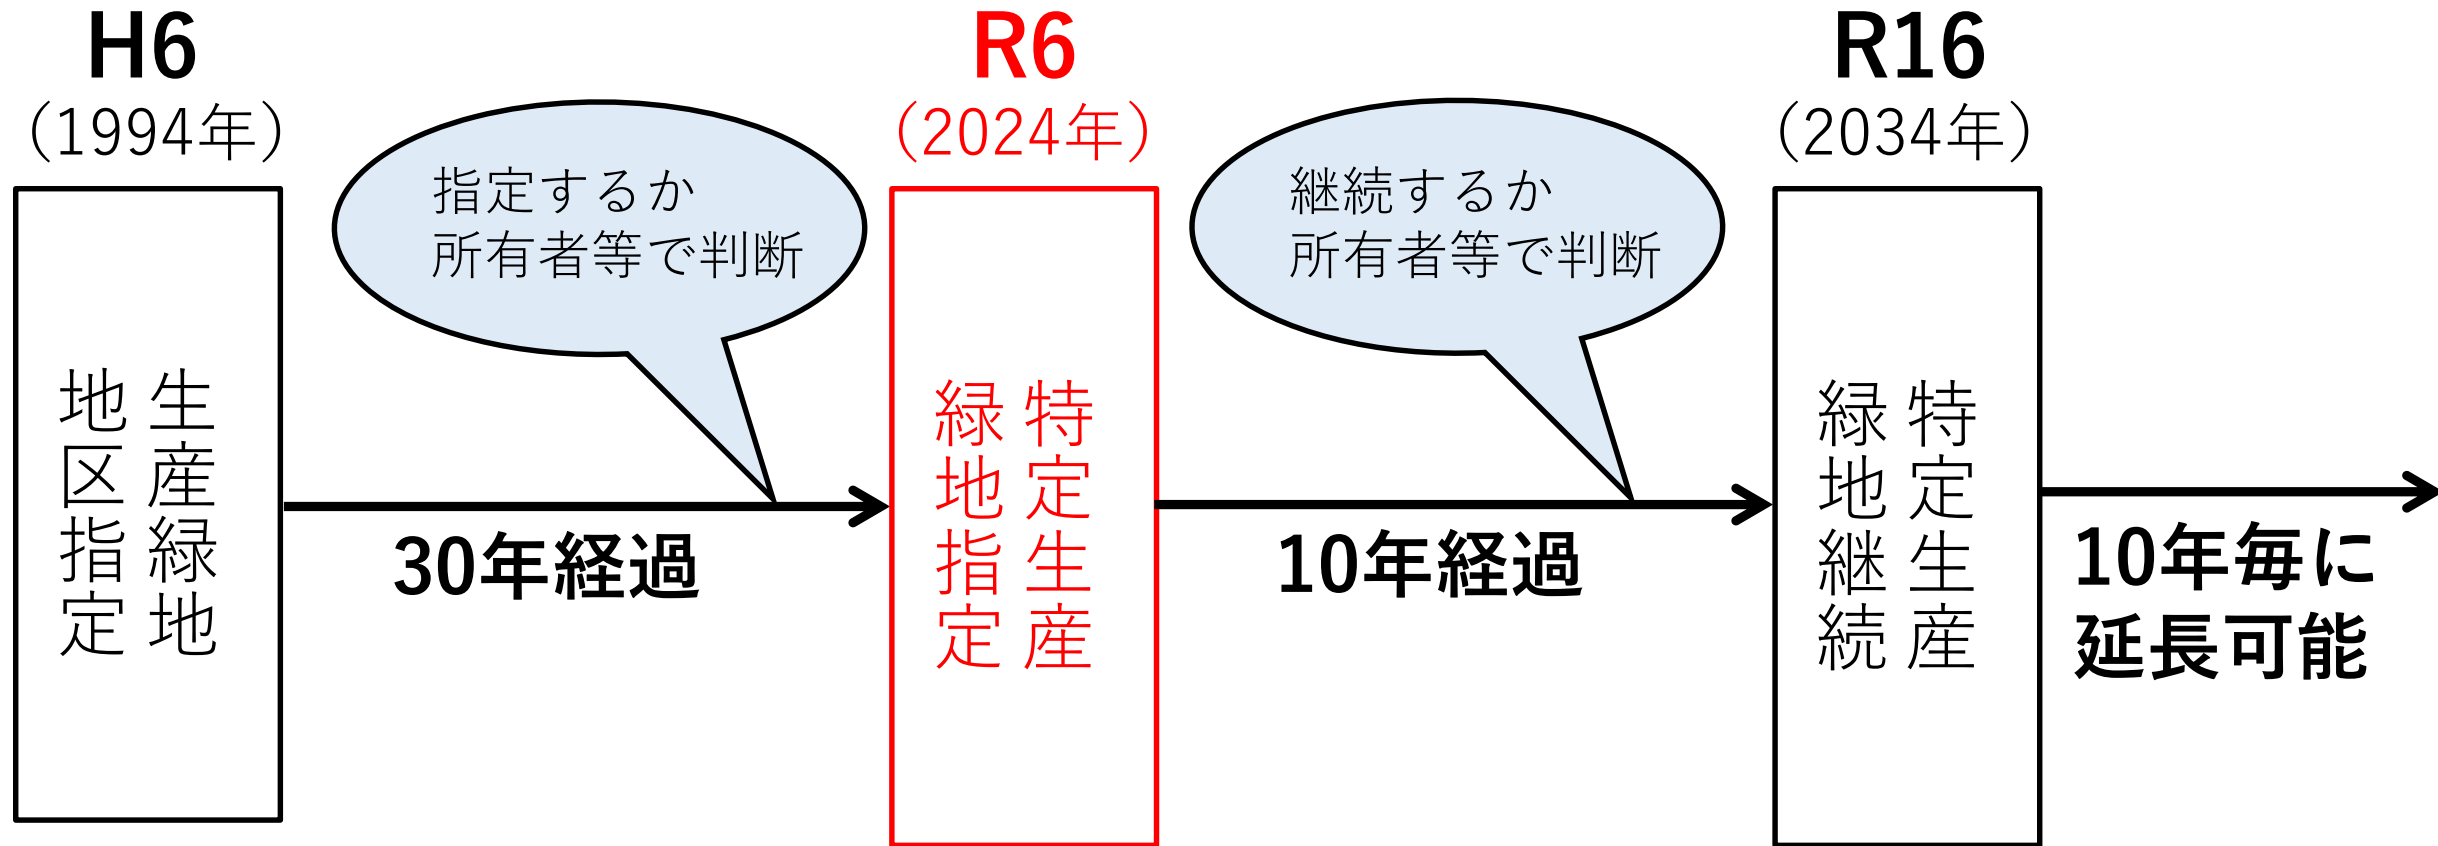 H6
（1994年）
生産緑地
地区指定
指定するか
所有者等で判断
30年経過
R6
（2024年）
特定生産
緑地指定
継続するか
所有者等で判断
10年経過
R16
（2034年）
特定生産
緑地継続
10年毎に
延長可能